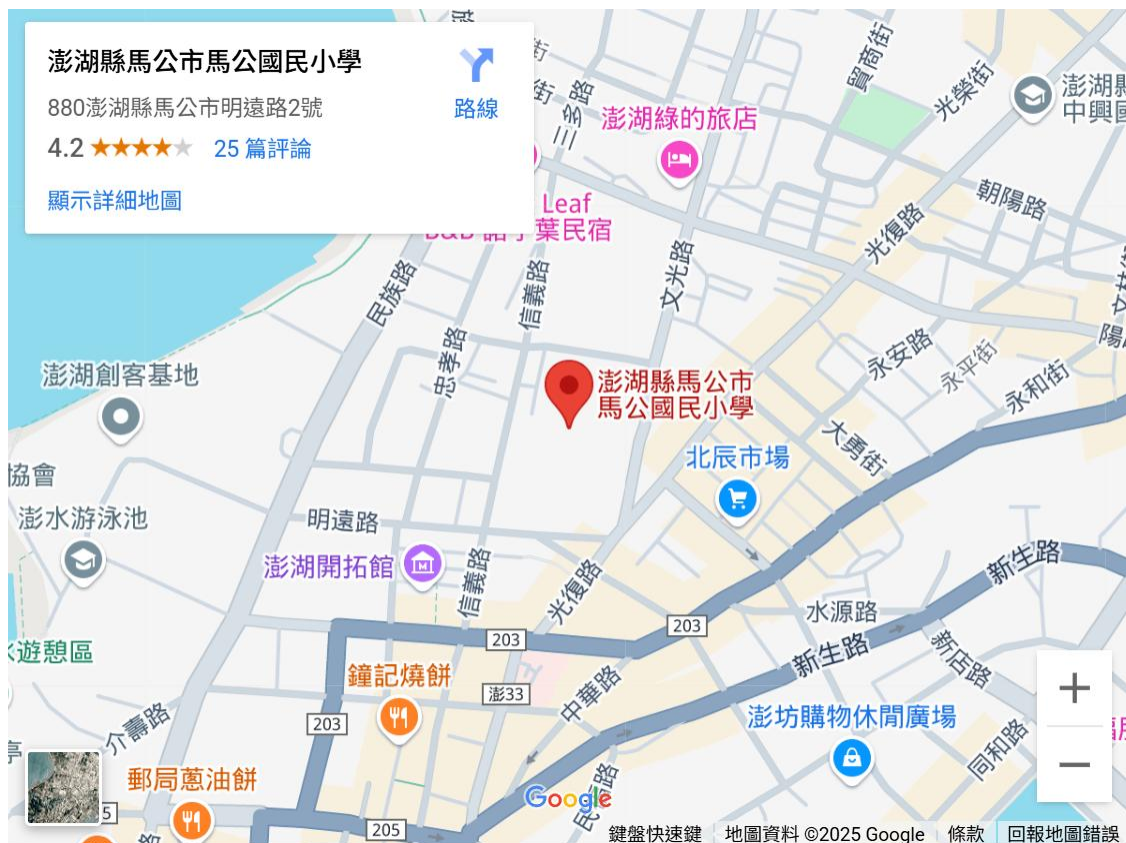 澎湖縣馬公市馬公國民小學
880澎湖縣馬公市明遠路2號
4.2
25 篇評論
顯示詳細地圖
路線
街
街
三多路
澎湖綠的旅店
貿商街
光榮街
澎湖縣
中興國
朝陽路
光復路
Leaf
葉民宿
文光路
信義路
民族路
忠孝路
澎湖縣馬公市
馬公國民小學
永安路
永平街
永和街
大勇街
北辰市場
澎湖創客基地
協會
澎水游泳池
明遠路
澎湖開拓館
信義路
光復路
新生路
水源路
203
203
新生路
新店路
水遊憩區
鐘記燒餅
澎33
中華路
203
澎坊購物休閒廣場
同和路
介壽路
亭
郵局蔥油餅
5
205
路
Google
鍵盤快速鍵
地圖資料 ©2025 Google
條款
回報地圖錯誤